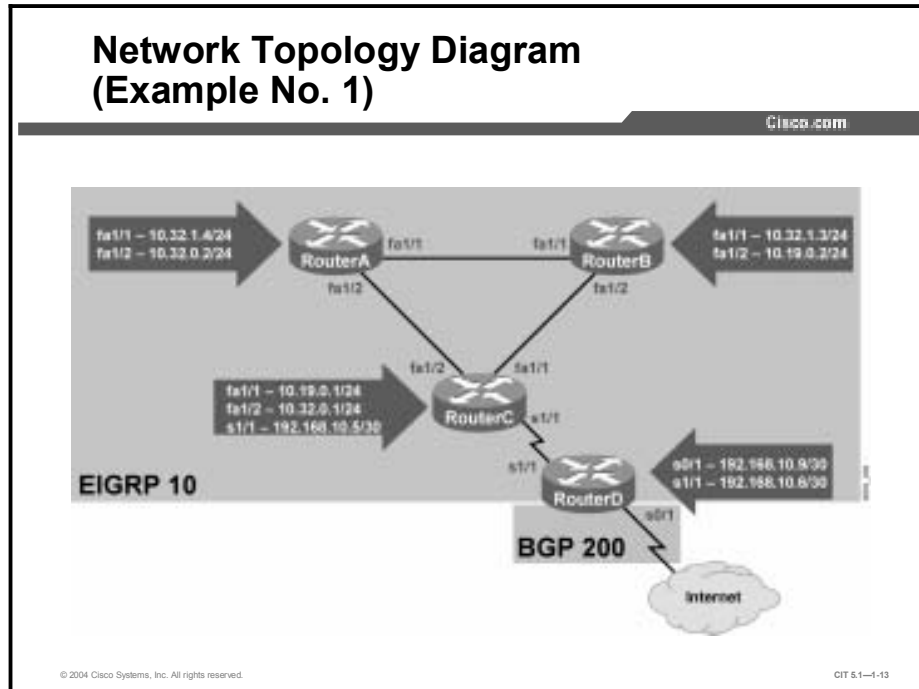 Network Topology Diagram
(Example No. 1)
Cisco.com
fa1/1 – 10.32.1.4/24
fa1/2 – 10.32.0.2/24
RouterA
fa1/1
fa1/2
fa1/1
RouterB
fa1/2
fa1/1 – 10.32.1.3/24
fa1/2 – 10.19.0.2/24
fa1/1 – 10.19.0.1/24
fa1/2 – 10.32.0.1/24
s1/1 – 192.168.10.5/30
fa1/2
fa1/1
RouterC
s1/1
s1/1
RouterD
s0/1
s0/1 – 192.168.10.9/30
s1/1 – 192.168.10.6/30
EIGRP 10
BGP 200
Internet
© 2004 Cisco Systems, Inc. All rights reserved.
CIT 5.1—1-13